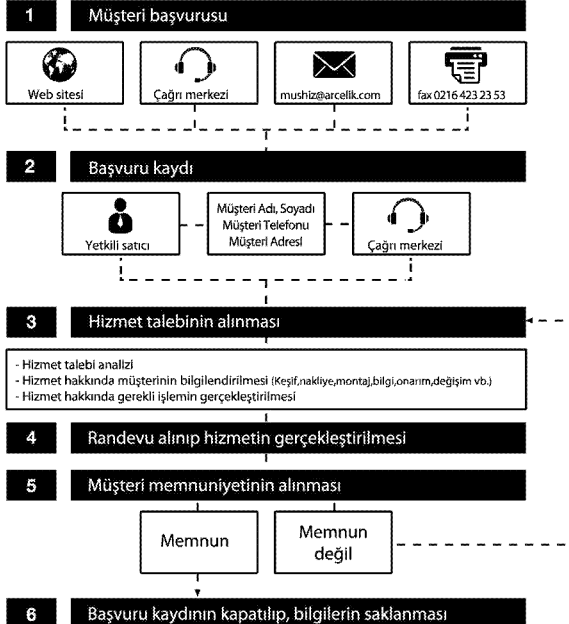 1 Müşteri başvurusu
Web sitesi
Çağrı merkezi
mushiz@arcelik.com
fax 0216 423 23 53
2 Başvuru kaydı
Yetkili satıcı
Müşteri Adı, Soyadı
Müşteri Telefonu
Müşteri Adresi
Çağrı merkezi
3 Hizmet talebinin alınması
- Hizmet talebi analizi
- Hizmet hakkında müşterinin bilgilendirilmesi (Keşif,nakliye,montaj,bilgi,onarım,değişim vb.)
- Hizmet hakkında gerekli işlemin gerçekleştirilmesi
4 Randevu alınıp hizmetin gerçekleştirilmesi
5 Müşteri memnuniyetinin alınması
Memnun
Memnun
değil
6 Başvuru kaydının kapatılıp, bilgilerin saklanması